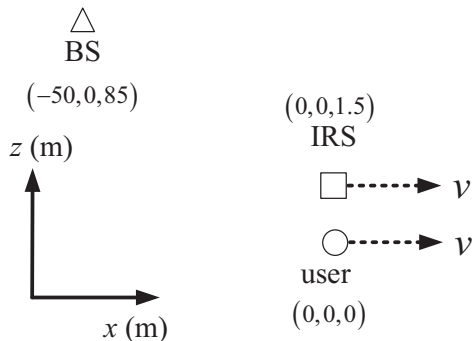 BS
(−50,0,85)
(0,0,1.5)
IRS
z (m)
v
v
user
x (m)
(0,0,0)